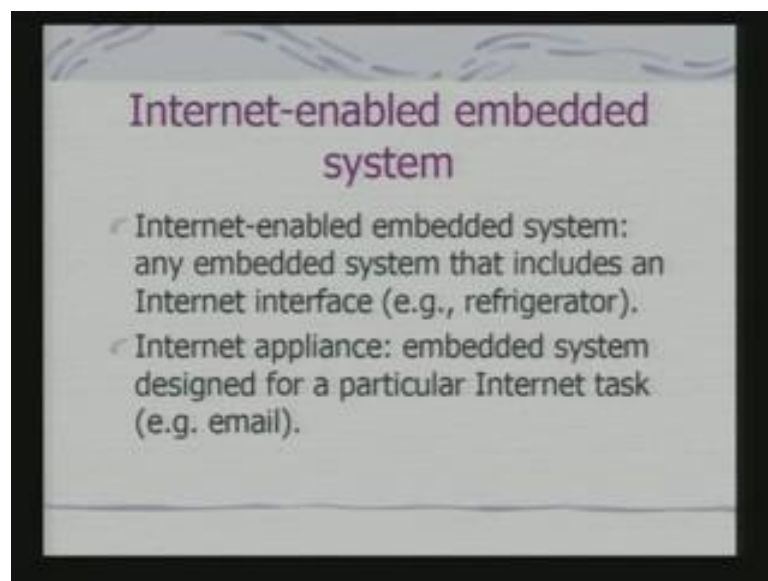 Internet-enabled embedded
system
Internet-enabled embedded system:
any embedded system that includes an
Internet interface (e.g., refrigerator).
Internet appliance: embedded system
designed for a particular Internet task
(e.g. email).